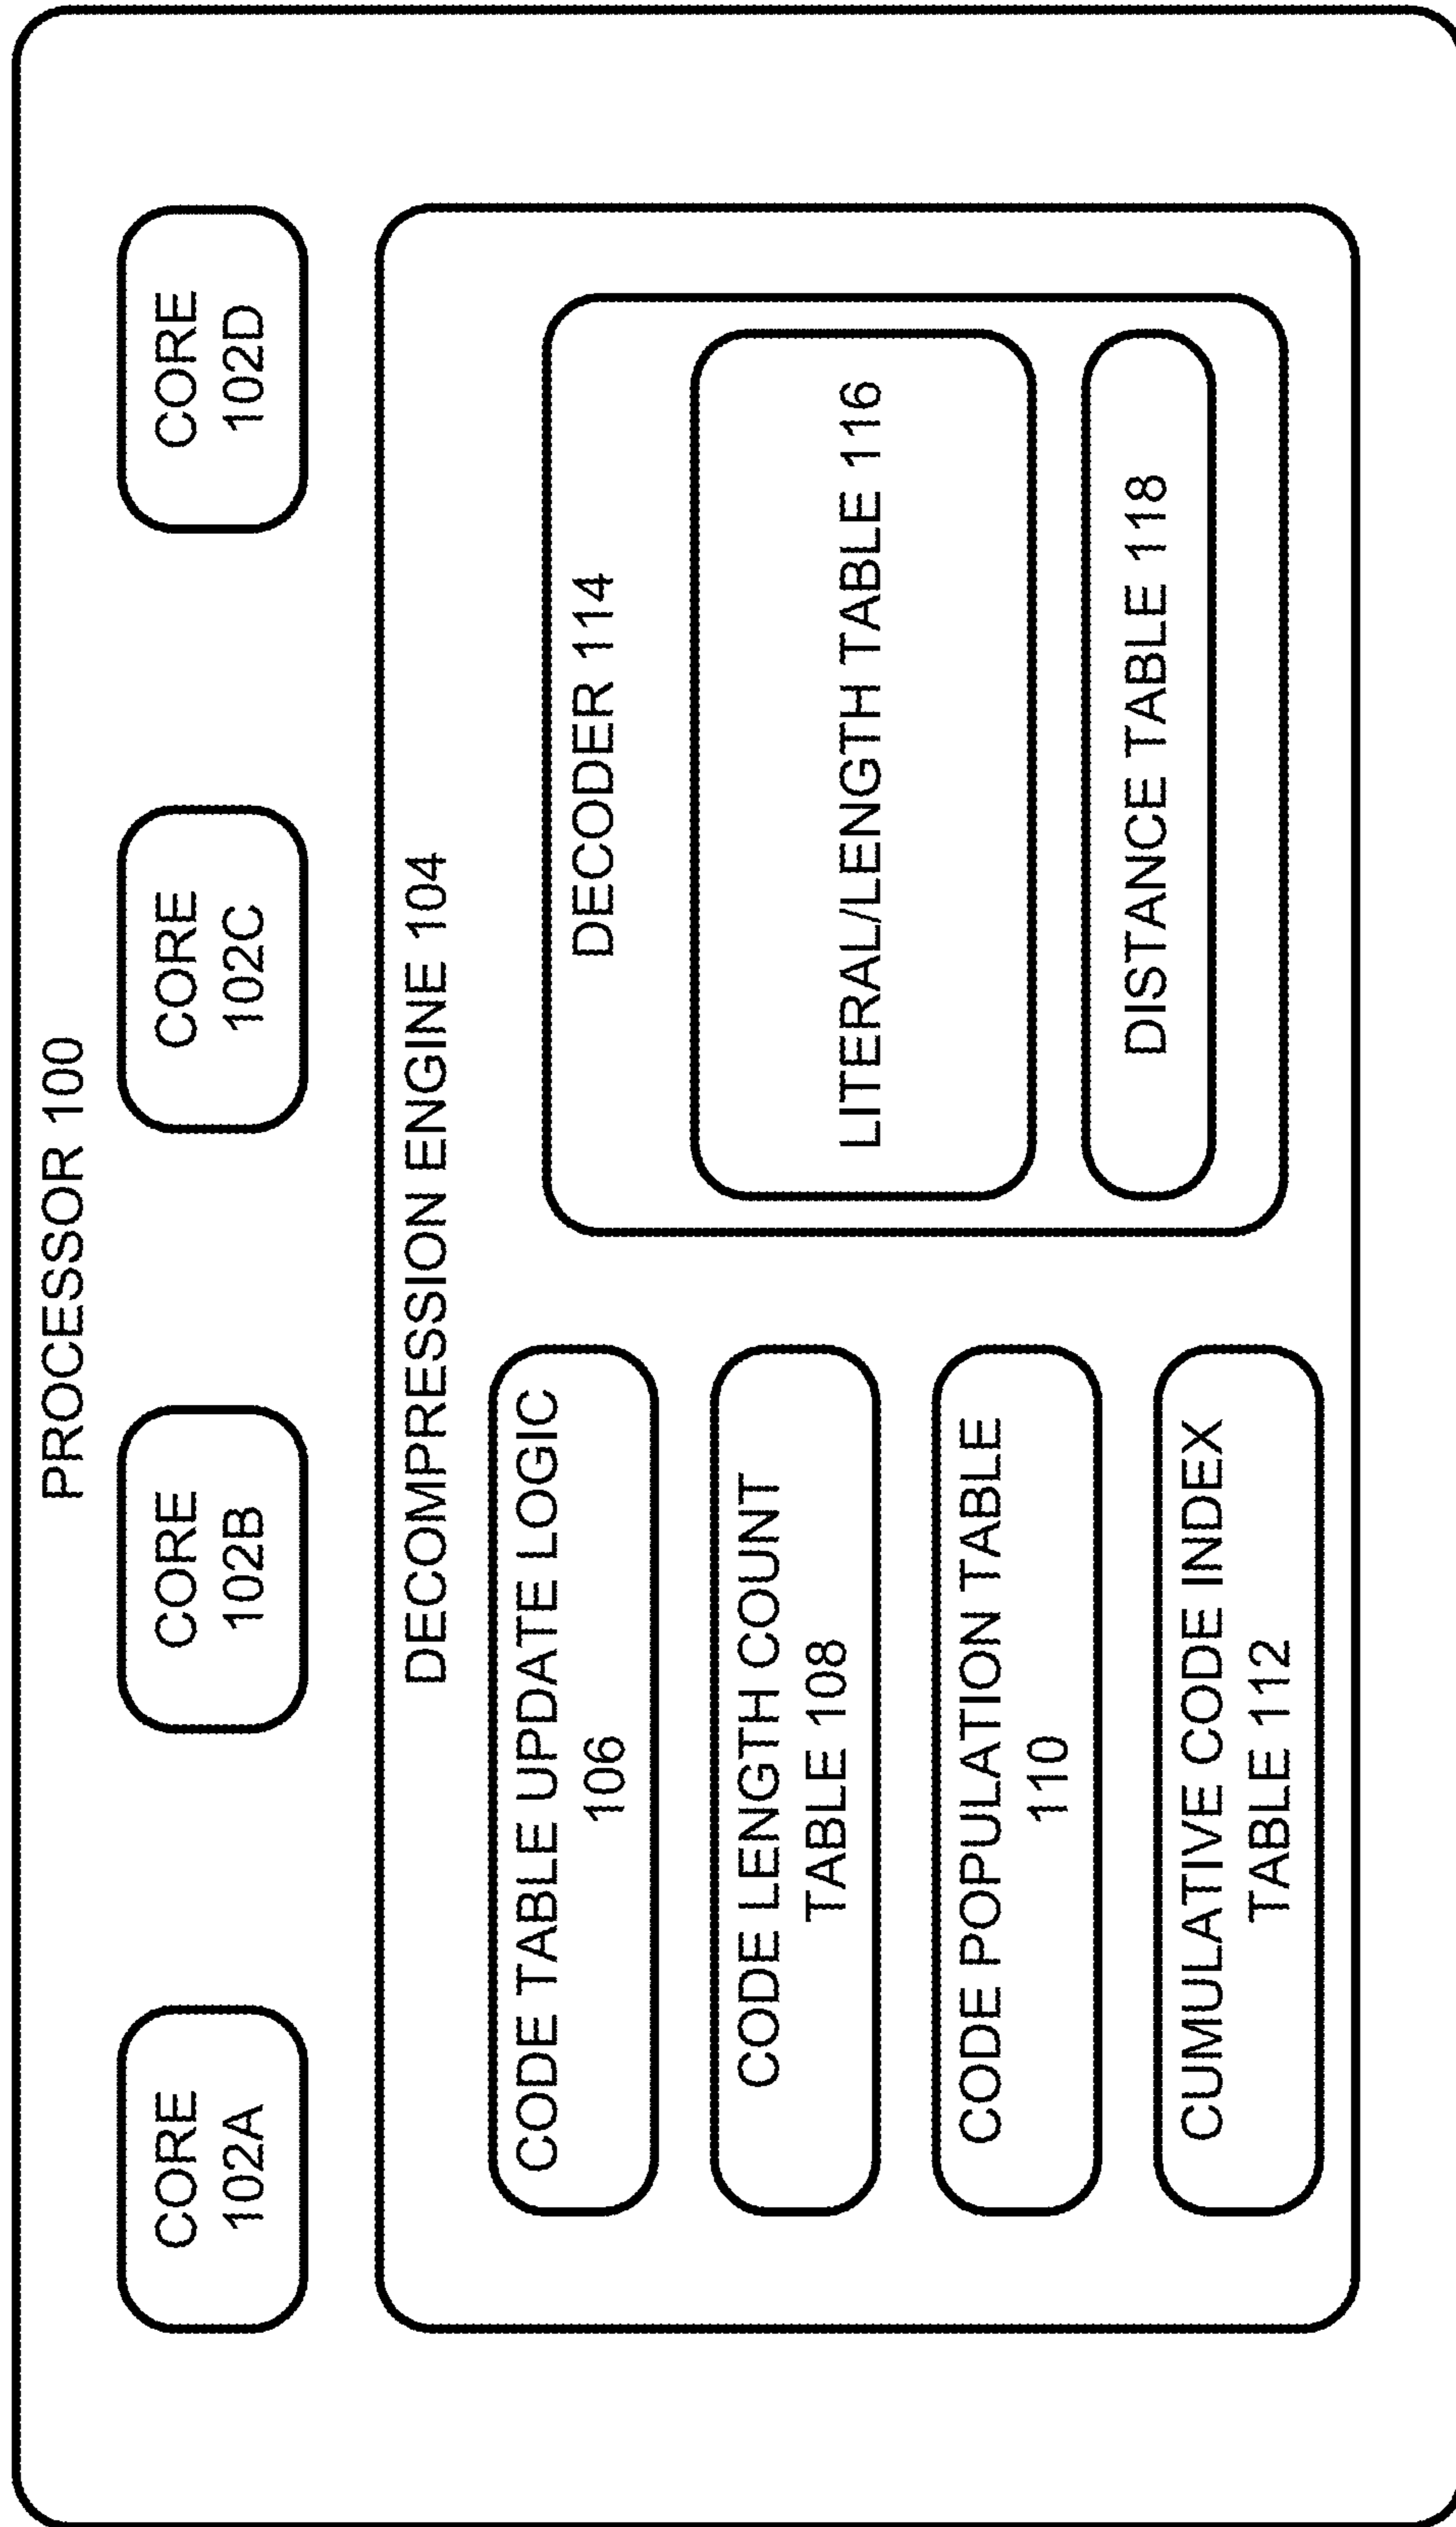 PROCESSOR 100
CORE
102A
CORE
102B
CORE
102C
CORE
102D
DECOMPRESSION ENGINE 104
CODE TABLE UPDATE LOGIC
106
CODE LENGTH COUNT
TABLE 108
CODE POPULATION TABLE
110
CUMULATIVE CODE INDEX
TABLE 112
DECODER 114
LITERAL/LENGTH TABLE 116
DISTANCE TABLE 118